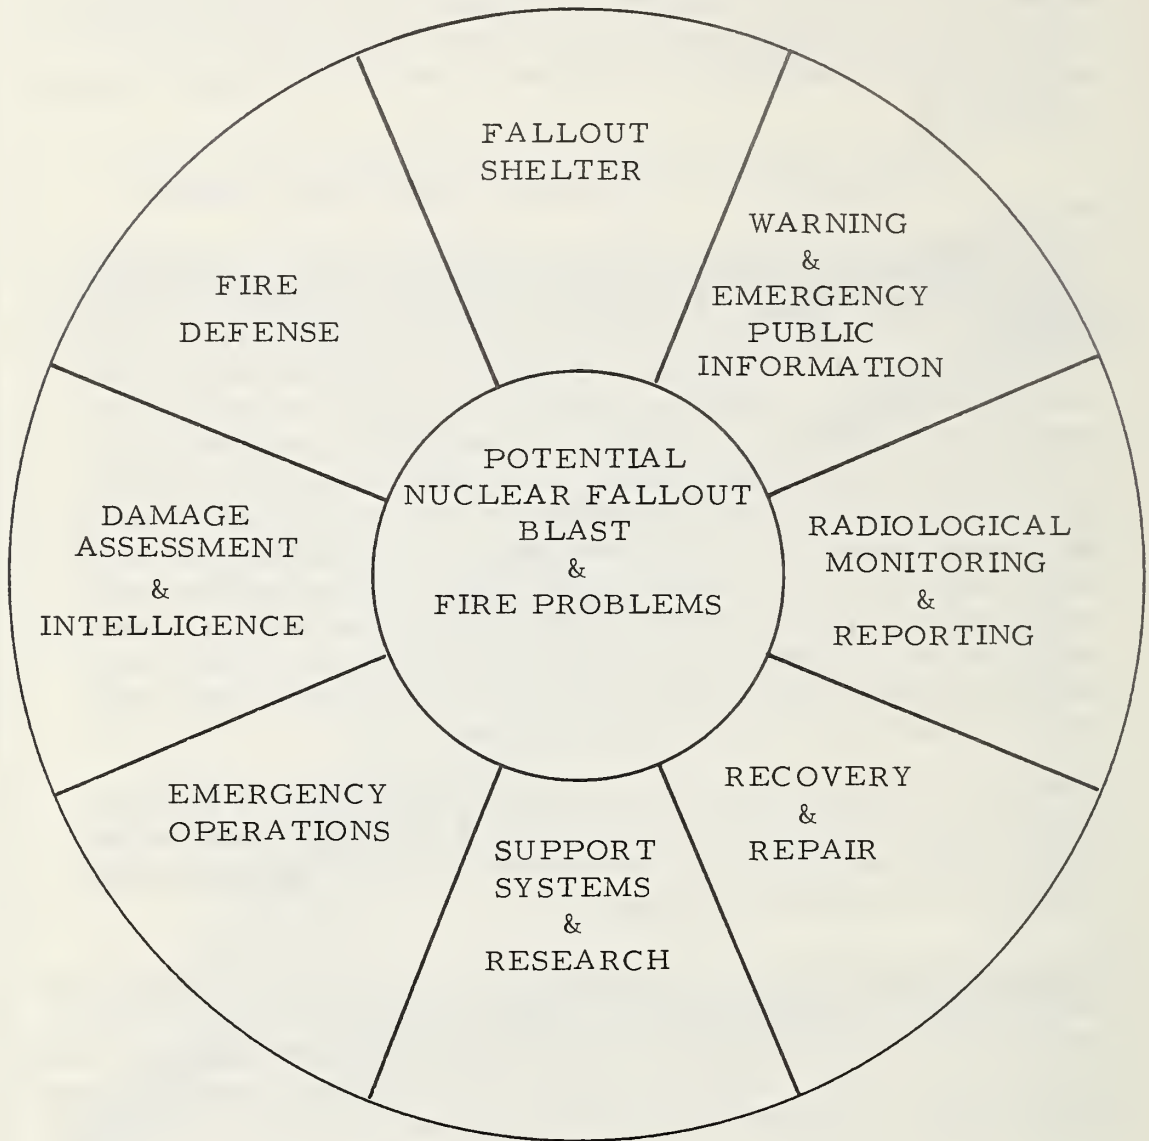 FALLOUT
SHELTER
WARNING
&
EMERGENCY
PUBLIC
INFORMATION
RADIOLOGICAL
MONITORING
&
REPORTING
RECOVERY
&
REPAIR
SUPPORT
SYSTEMS
&
RESEARCH
EMERGENCY
OPERATIONS
DAMAGE
ASSESSMENT
&
INTELLIGENCE
FIRE
DEFENSE
POTENTIAL
NUCLEAR FALLOUT
BLAST
&
FIRE PROBLEMS